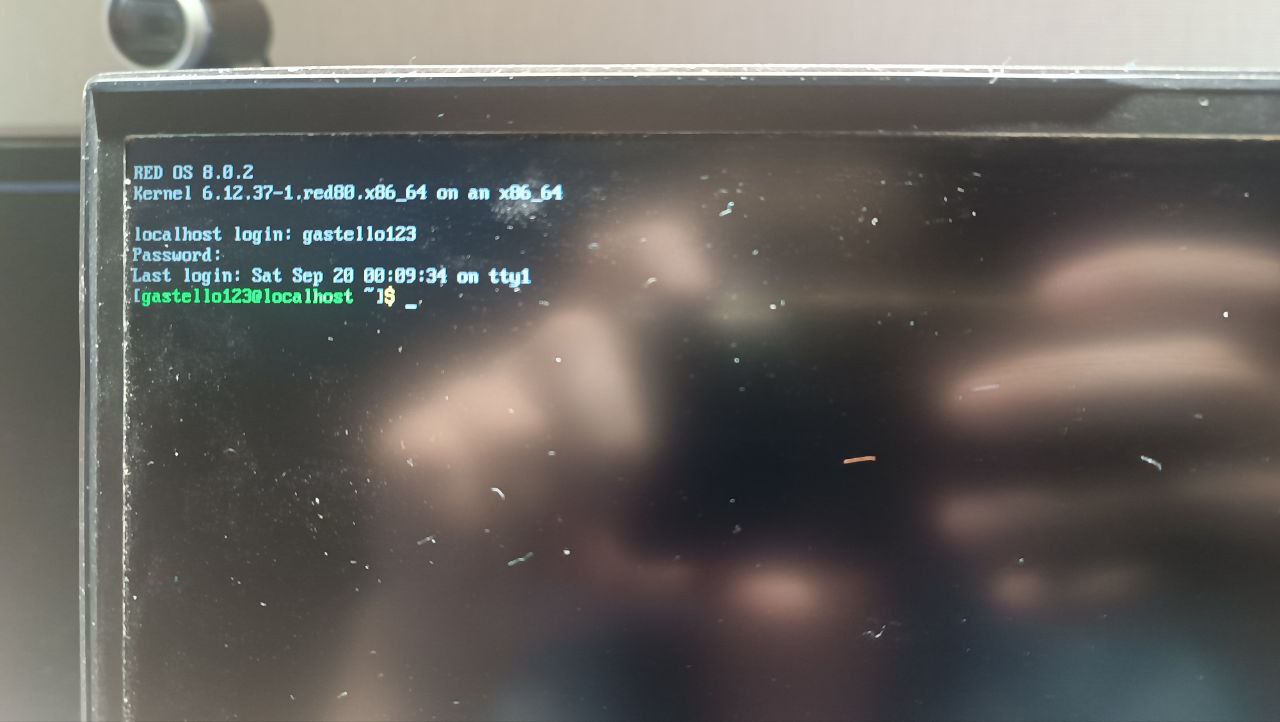 RED OS 8.0.2
Kernel 6.12.37-1.red80.x86_64 on an x86_64
localhost login: gastello123
Password:
Last login: Sat Sep 20 00:09:34 on tty1
[gastello123@localhost ~]$ _